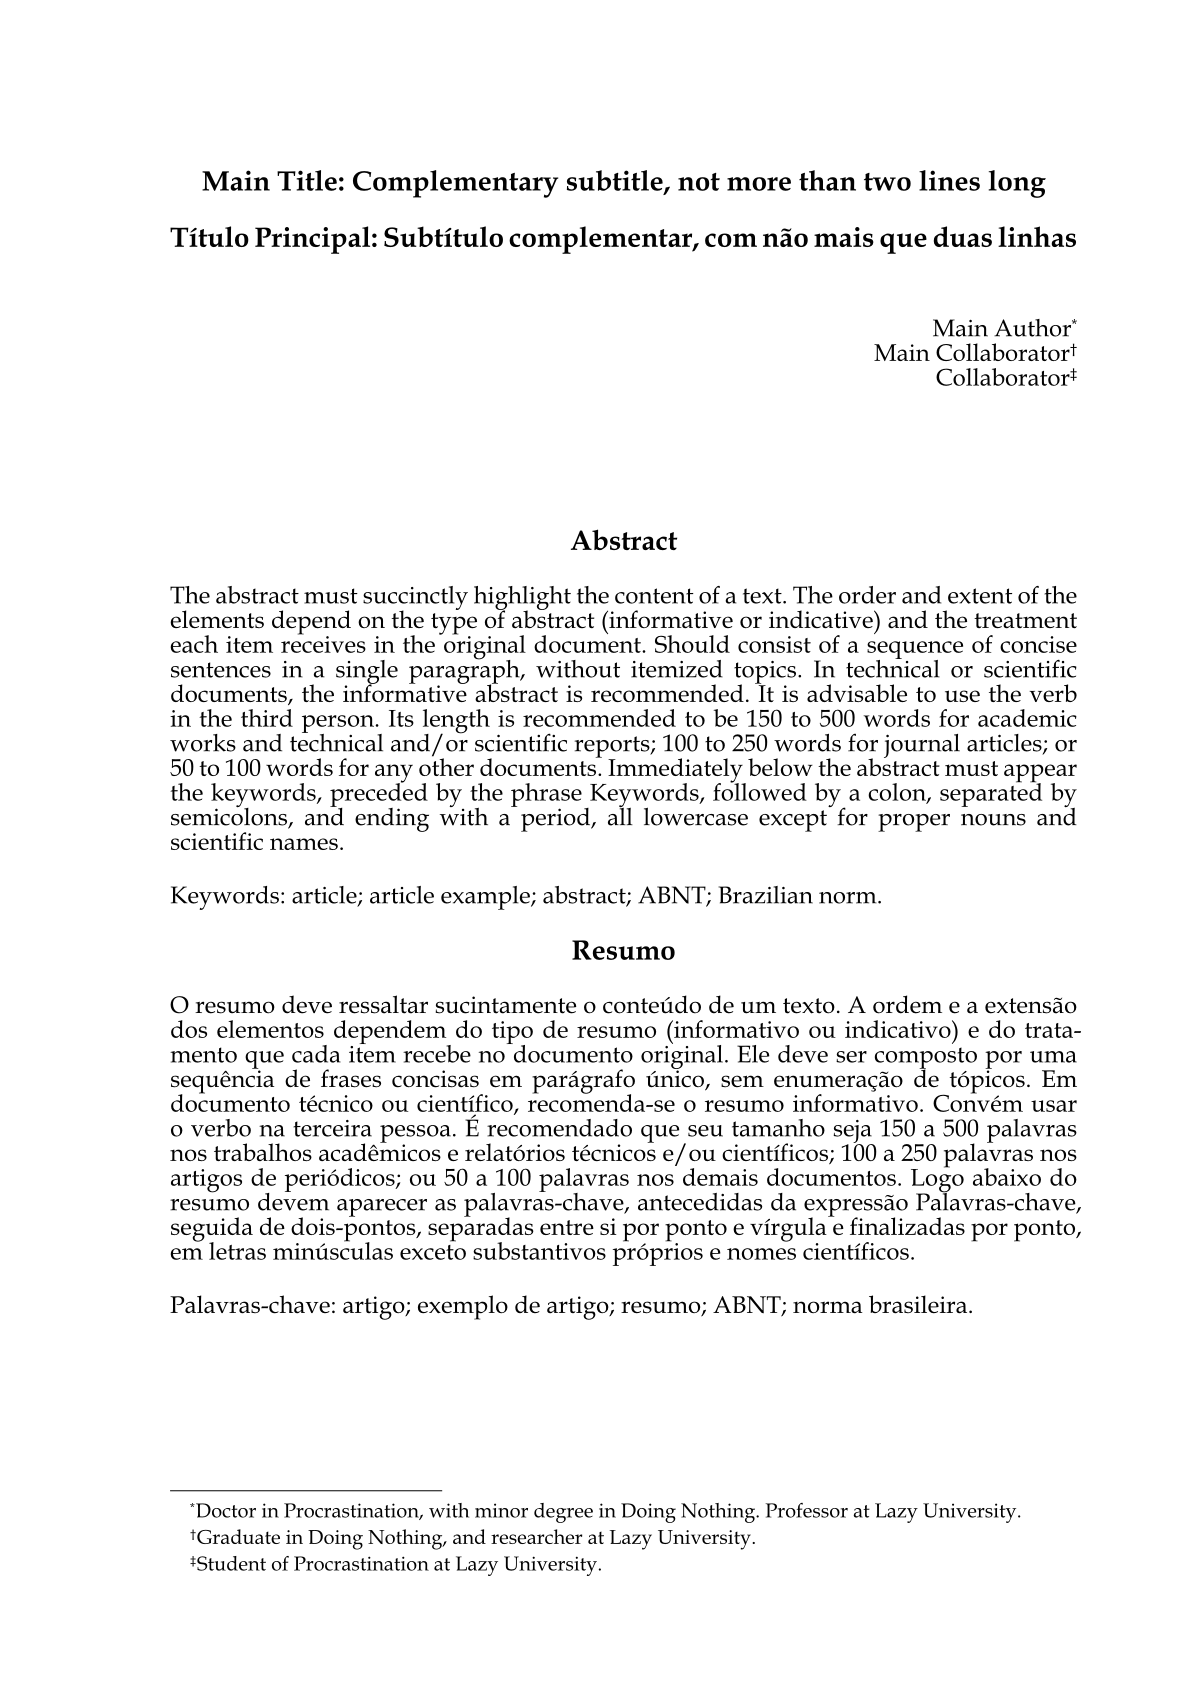 Main Title: Complementary subtitle, not more than two lines long
Título Principal: Subtítulo complementar, com não mais que duas linhas
Main Author*
Main Collaborator†
Collaborator‡
Abstract
The abstract must succinctly highlight the content of a text. The order and extent of the
elements depend on the type of abstract (informative or indicative) and the treatment
each item receives in the original document. Should consist of a sequence of concise
sentences in a single paragraph, without itemized topics. In technical or scientific
documents, the informative abstract is recommended. It is advisable to use the verb
in the third person. Its length is recommended to be 150 to 500 words for academic
works and technical and/or scientific reports; 100 to 250 words for journal articles; or
50 to 100 words for any other documents. Immediately below the abstract must appear
the keywords, preceded by the phrase Keywords, followed by a colon, separated by
semicolons, and ending with a period, all lowercase except for proper nouns and
scientific names.
Keywords: article; article example; abstract; ABNT; Brazilian norm.
Resumo
O resumo deve ressaltar sucintamente o conteúdo de um texto. A ordem e a extensão
dos elementos dependem do tipo de resumo (informativo ou indicativo) e do trata-
mento que cada item recebe no documento original. Ele deve ser composto por uma
sequência de frases concisas em parágrafo único, sem enumeração de tópicos. Em
documento técnico ou científico, recomenda-se o resumo informativo. Convém usar
o verbo na terceira pessoa. É recomendado que seu tamanho seja 150 a 500 palavras
nos trabalhos acadêmicos e relatórios técnicos e/ou científicos; 100 a 250 palavras nos
artigos de periódicos; ou 50 a 100 palavras nos demais documentos. Logo abaixo do
resumo devem aparecer as palavras-chave, antecedidas da expressão Palavras-chave,
seguida de dois-pontos, separadas entre si por ponto e vírgula e finalizadas por ponto,
em letras minúsculas exceto substantivos próprios e nomes científicos.
Palavras-chave: artigo; exemplo de artigo; resumo; ABNT; norma brasileira.
*Doctor in Procrastination, with minor degree in Doing Nothing. Professor at Lazy University.
†Graduate in Doing Nothing, and researcher at Lazy University.
‡Student of Procrastination at Lazy University.